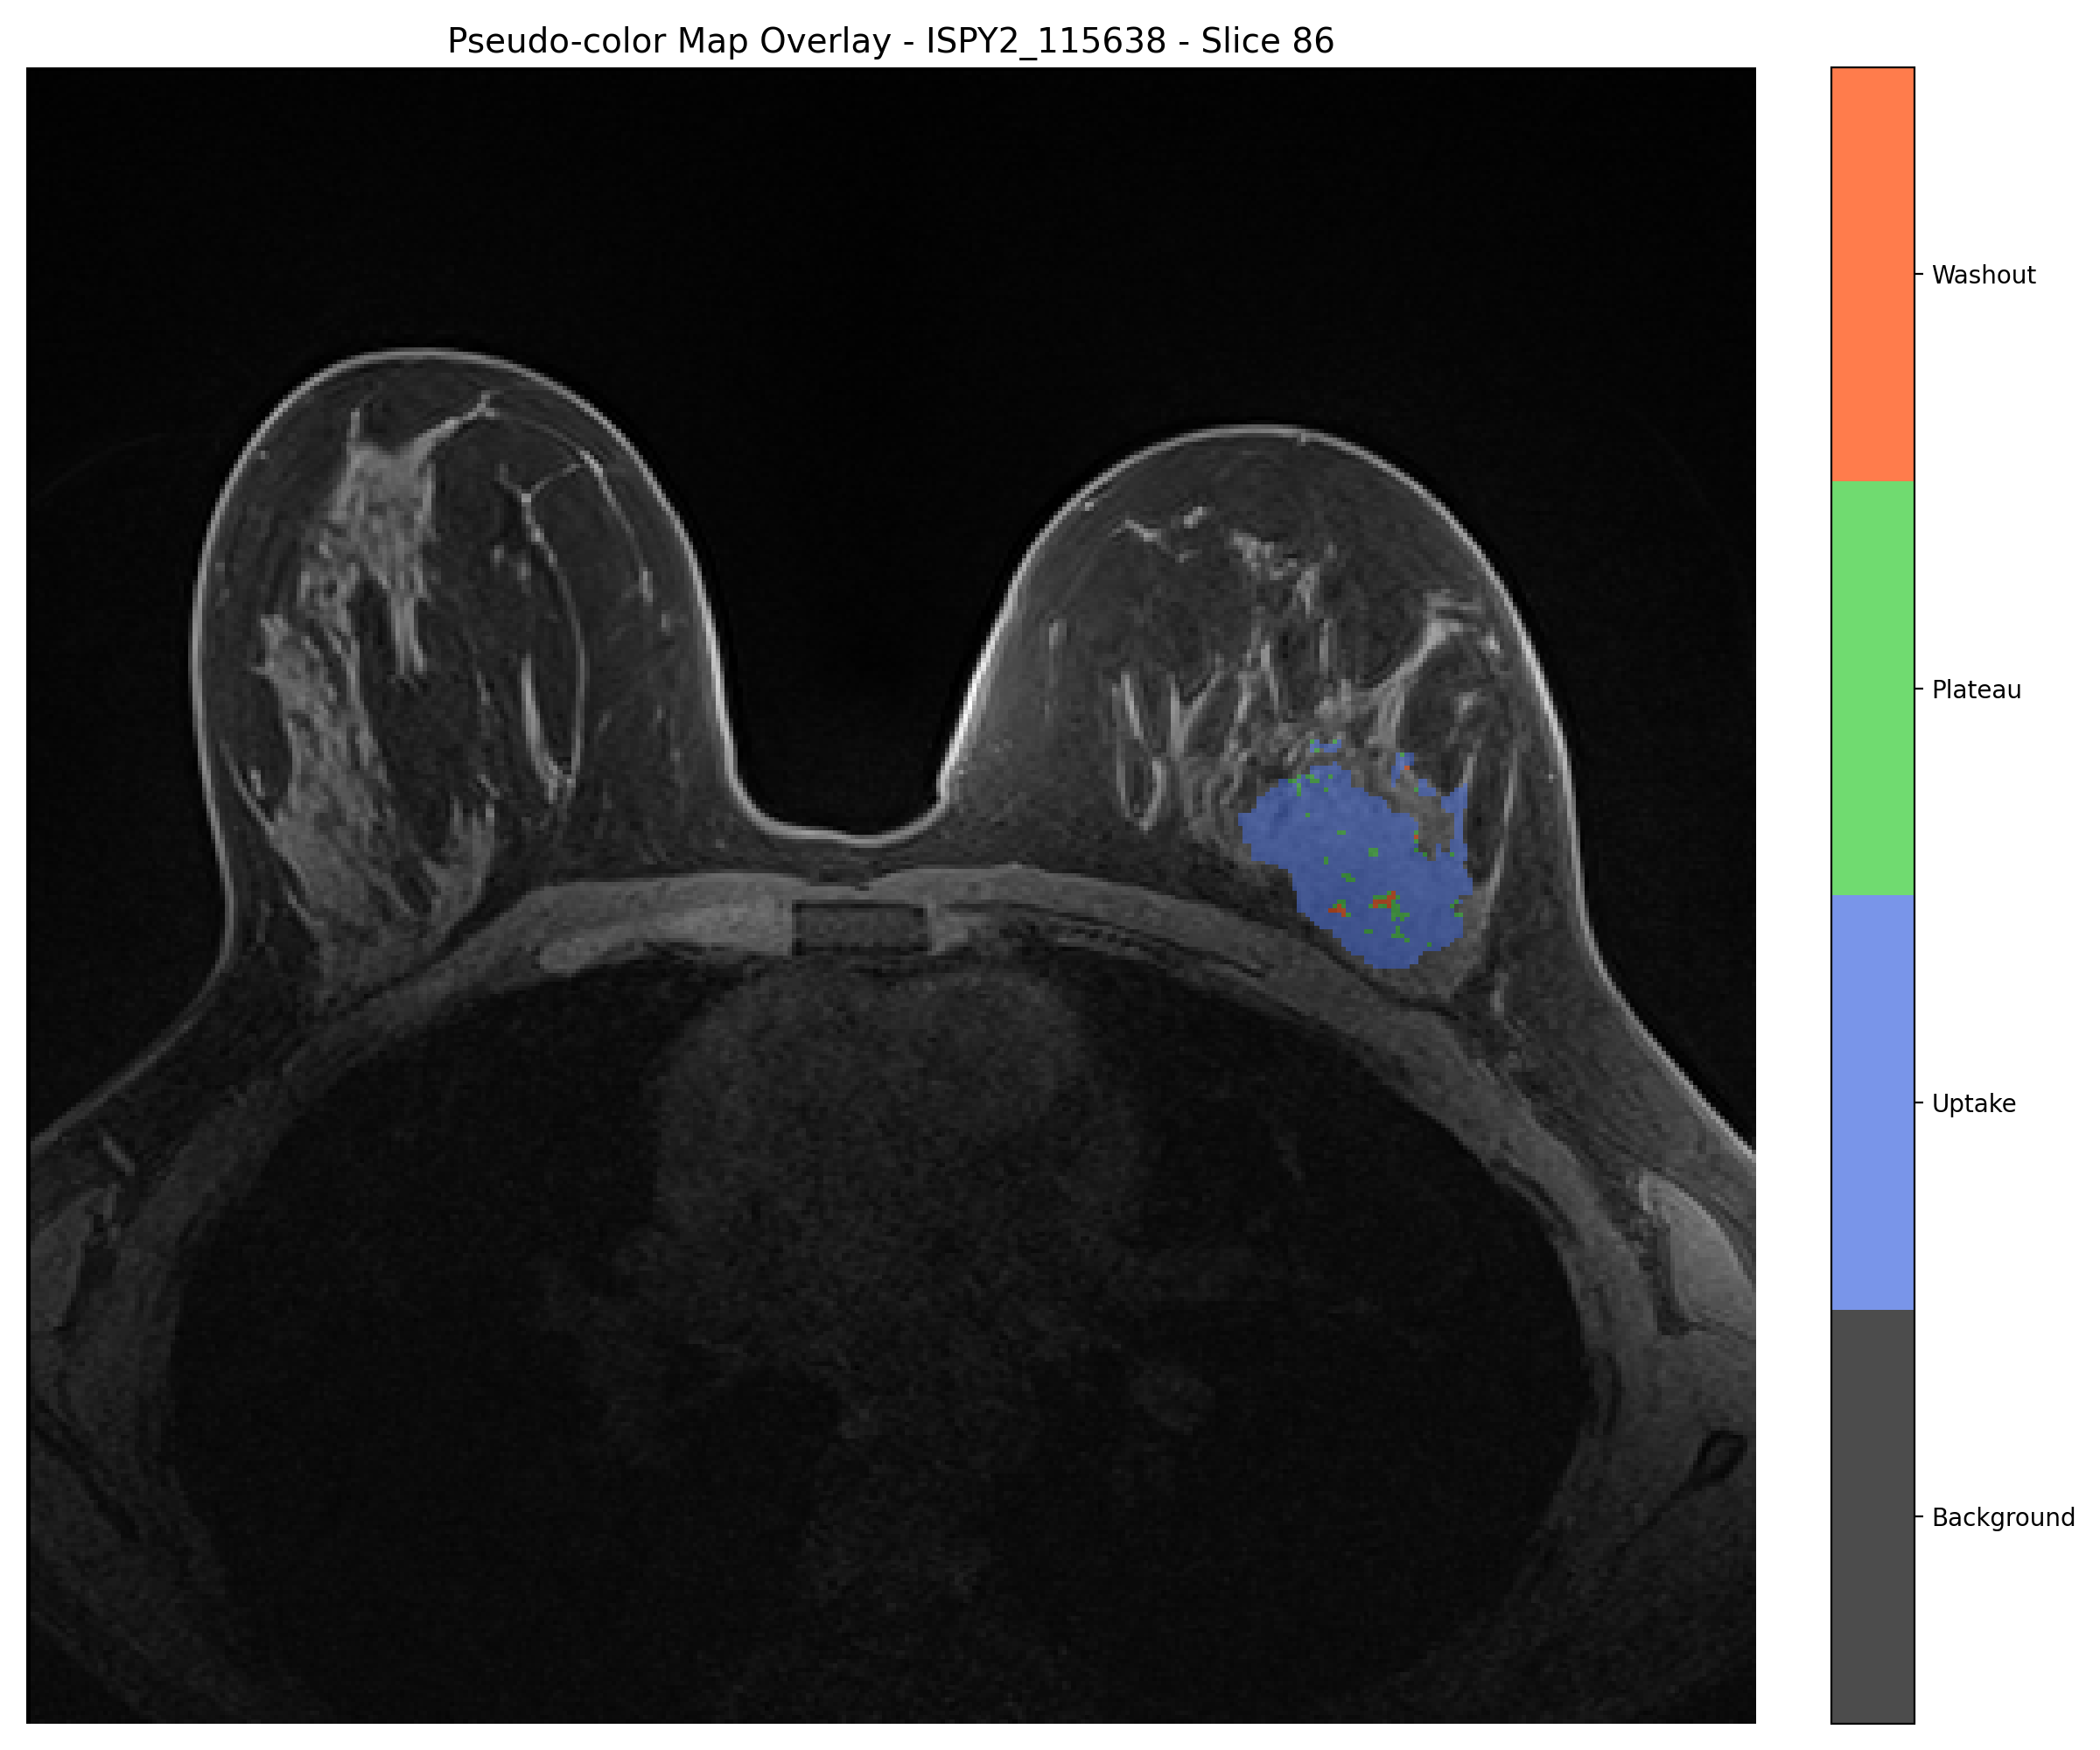 Pseudo-color Map Overlay - ISPY2_115638 - Slice 86
Washout
Plateau
Uptake
Background